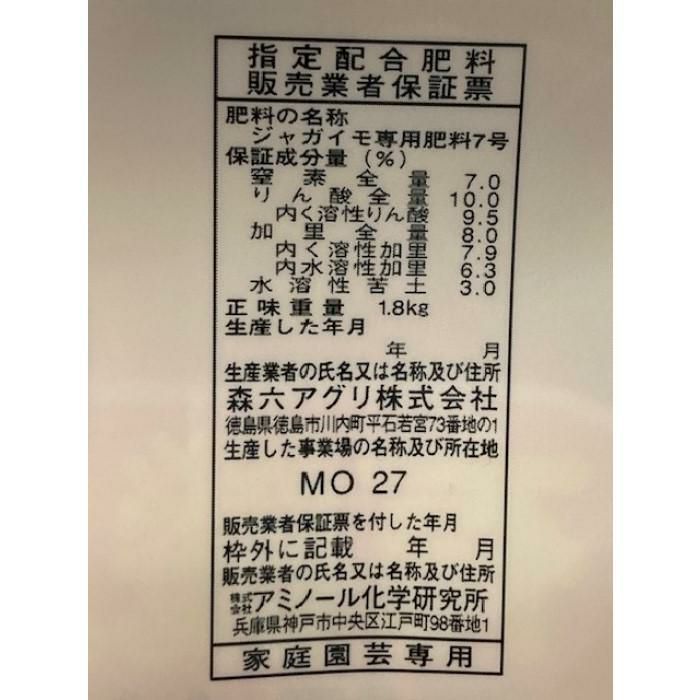 指定配合肥料
販売業者保証票
肥料の名称
ジャガイモ専用肥料7号
保証成分量(%)
窒素全量 7.0
りん酸全量 10.0
内く溶性りん酸 9.5
加里全量 8.0
内く溶性加里 7.9
内水溶性加里 6.3
水溶性苦土 3.0
正味重量 1.8kg
生産した年月
年 月
生産業者の氏名又は名称及び住所
森六アグリ株式会社
徳島県徳島市川内町平石若宮73番地の1
生産した事業場の名称及び所在地
MO 27
販売業者保証票を付した年月
枠外に記載 年 月
販売業者の氏名又は名称及び住所
株式会社アミノール化学研究所
兵庫県神戸市中央区江戸町98番地1
家庭園芸専用